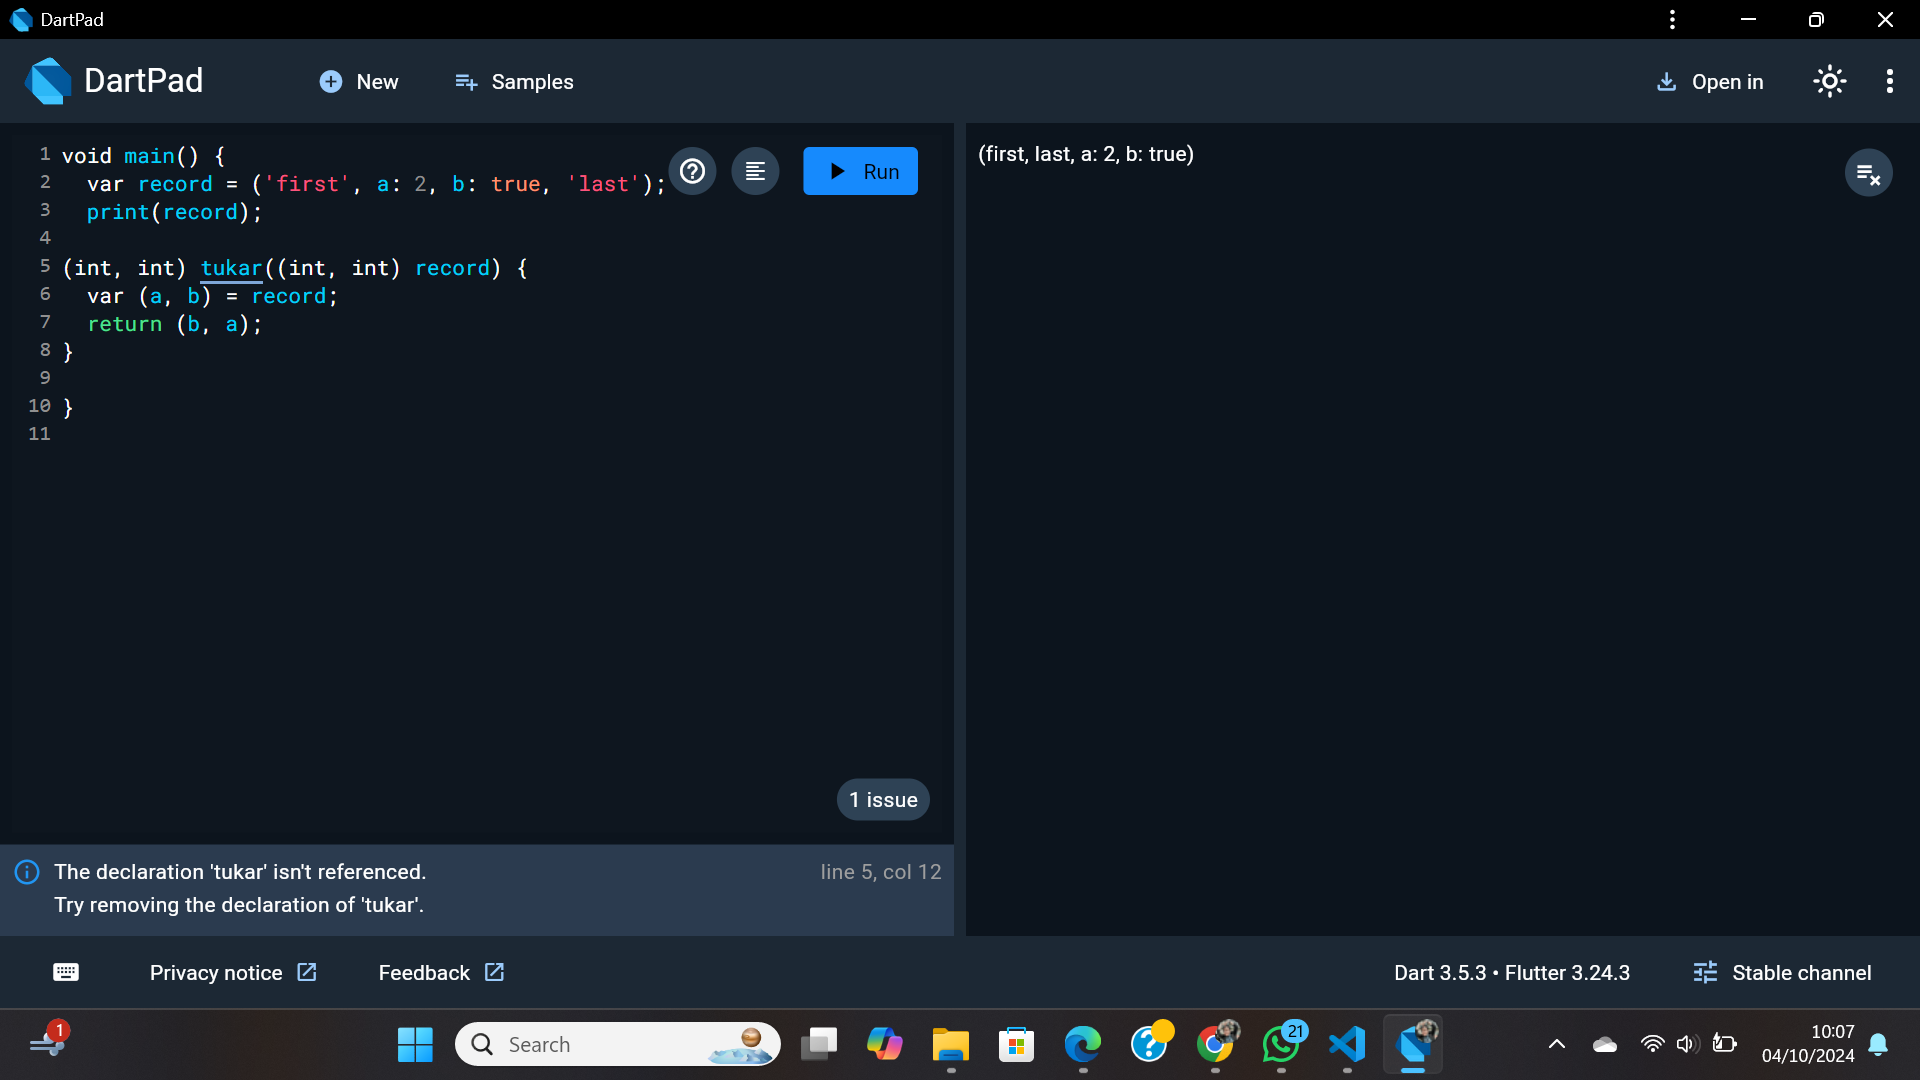 DartPad
DartPad
New
Samples
Open in
1 void main() {
2   var record = ('first', a: 2, b: true, 'last');
3   print(record);
4
5 (int, int) tukar((int, int) record) {
6   var (a, b) = record;
7   return (b, a);
8 }
9
10 }
11
Run
(first, last, a: 2, b: true)
1 issue
The declaration 'tukar' isn't referenced.
line 5, col 12
Try removing the declaration of 'tukar'.
Privacy notice
Feedback
Dart 3.5.3 • Flutter 3.24.3
Stable channel
1
Search
21
10:07
04/10/2024